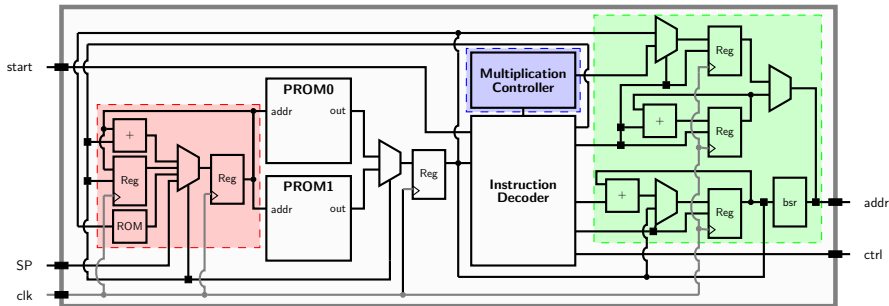 start
SP
clk
+
Reg
ROM
Reg
PROM0
addr
out
PROM1
addr
out
Reg
Multiplication
Controller
Instruction
Decoder
Reg
+
Reg
+
Reg
bsr
addr
ctrl